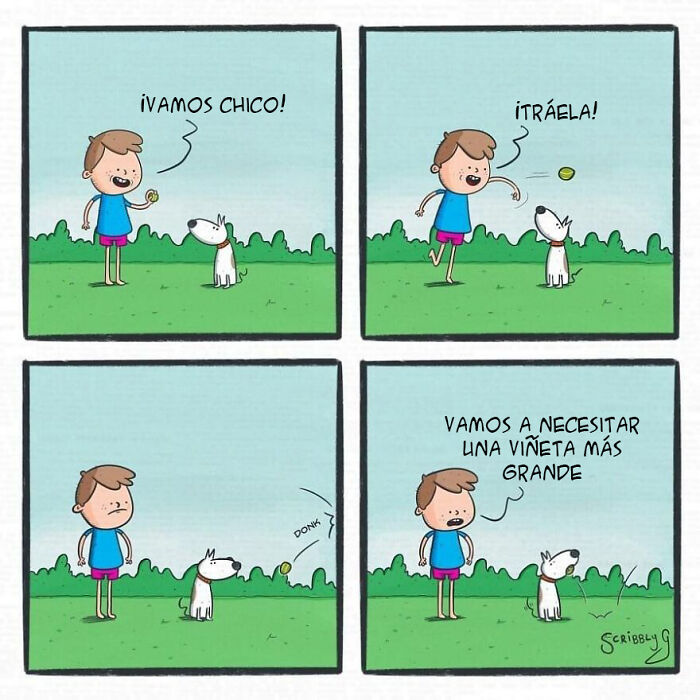 ¡VAMOS CHICO!
¡TRÁELA!
DONK
VAMOS A NECESITAR
UNA VIÑETA MÁS
GRANDE
SCRIBBLY G